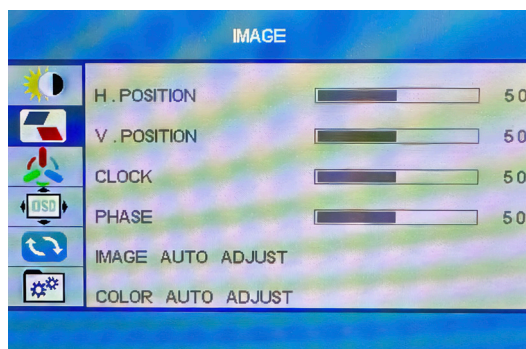 IMAGE
H.POSITION 50
V.POSITION 50
CLOCK 50
PHASE 50
OSD
IMAGE AUTO ADJUST
COLOR AUTO ADJUST